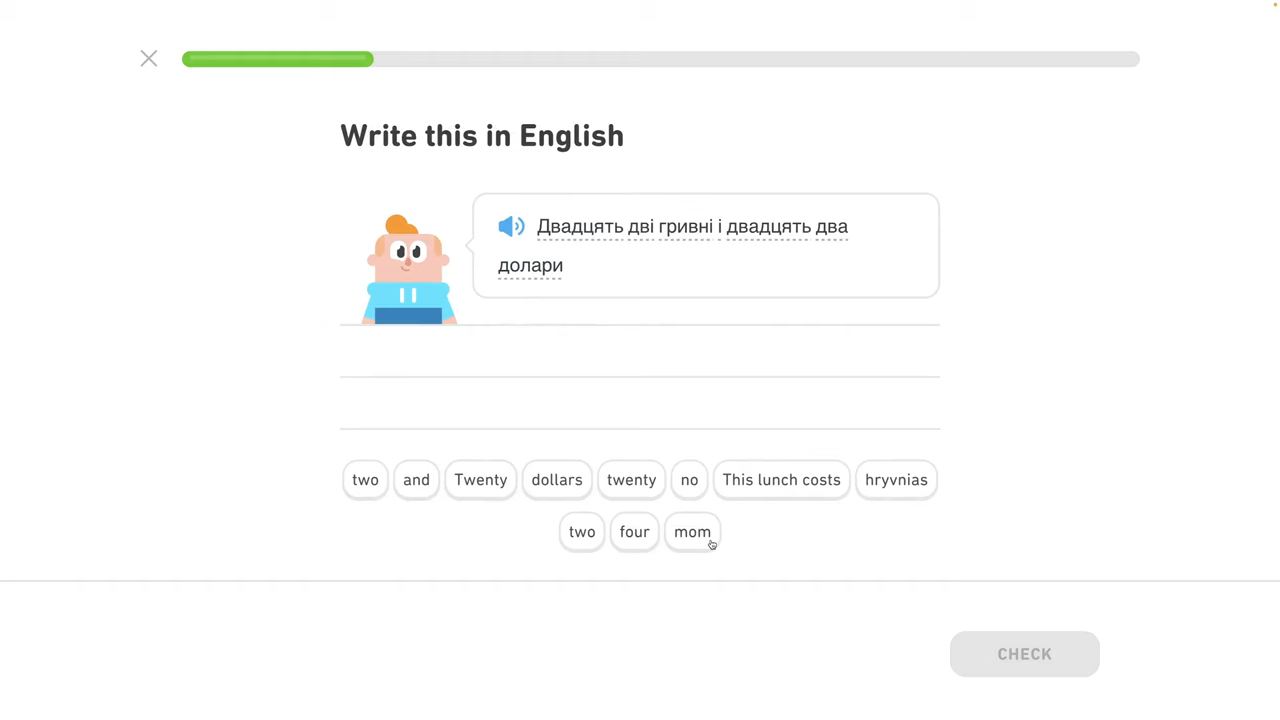 Write this in English
Двадцять дві гривні і двадцять два
долари
two and Twenty dollars twenty no This lunch costs hryvnias
two four mom
CHECK